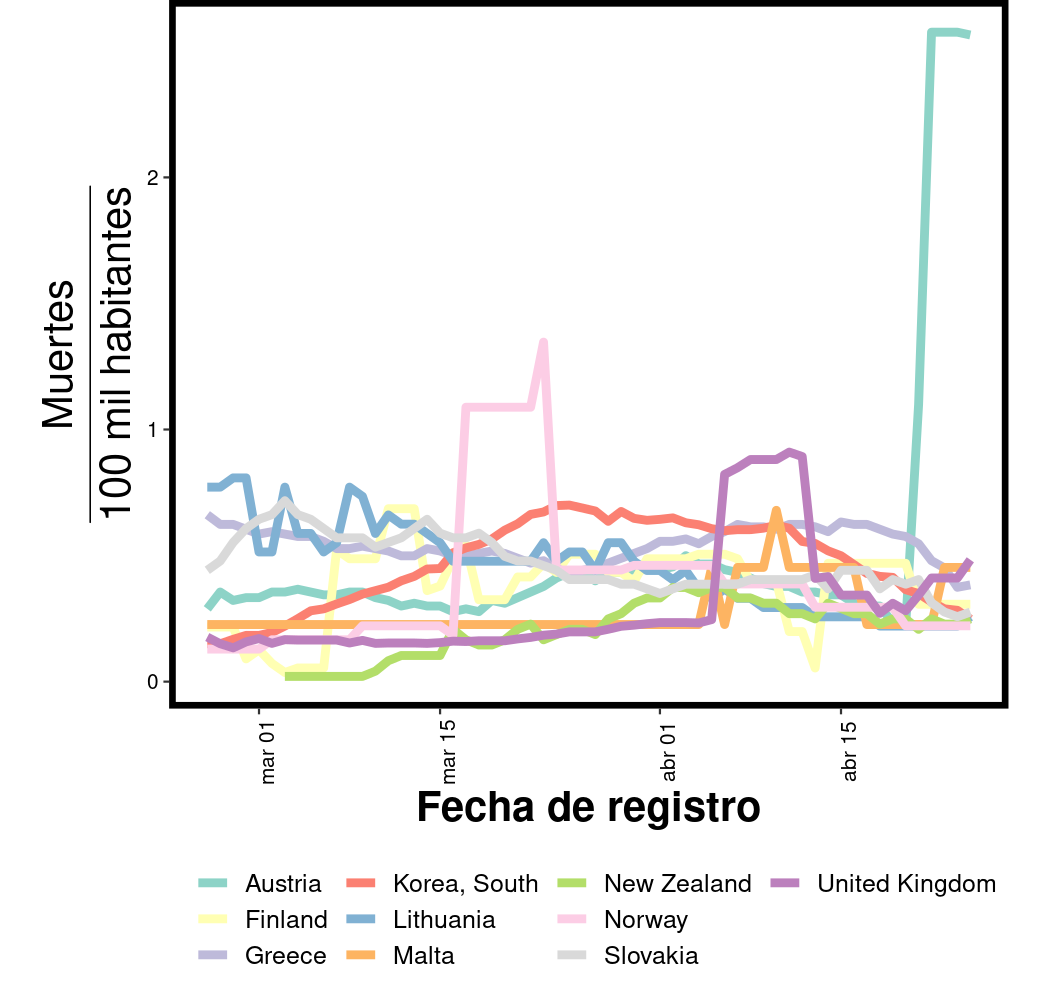 Muertes
100 mil habitantes
2
1
0
mar 01
mar 15
abr 01
abr 15
Fecha de registro
Austria
Korea, South
New Zealand
United Kingdom
Finland
Lithuania
Norway
Greece
Malta
Slovakia